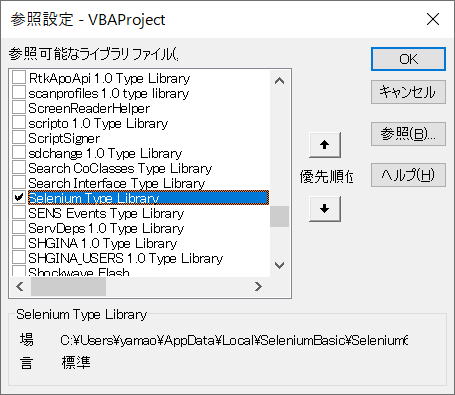 参照設定 - VBAProject
参照可能なライブラリ ファイル(
RtkApoApi 1.0 Type Library
scanprofiles 1.0 type library
ScreenReaderHelper
scripto 1.0 Type Library
ScriptSigner
sdchange 1.0 Type Library
Search CoClasses Type Library
Search Interface Type Library
Selenium Type Library
SENS Events Type Library
ServDeps 1.0 Type Library
SHGINA 1.0 Type Library
SHGINA_USERS 1.0 Type Library
Shockwave Flash
優先順位
OK
キャンセル
参照(B)...
ヘルプ(H)
Selenium Type Library
場 C:¥Users¥yamao¥AppData¥Local¥SeleniumBasic¥Selenium6
言 標準